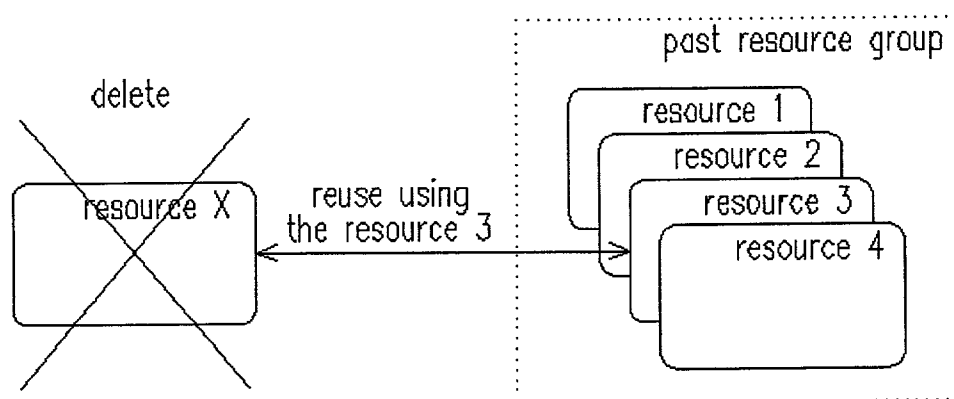 past resource group
delete
resource 1
resource 2
resource X
reuse using
the resource 3
resource 3
resource 4